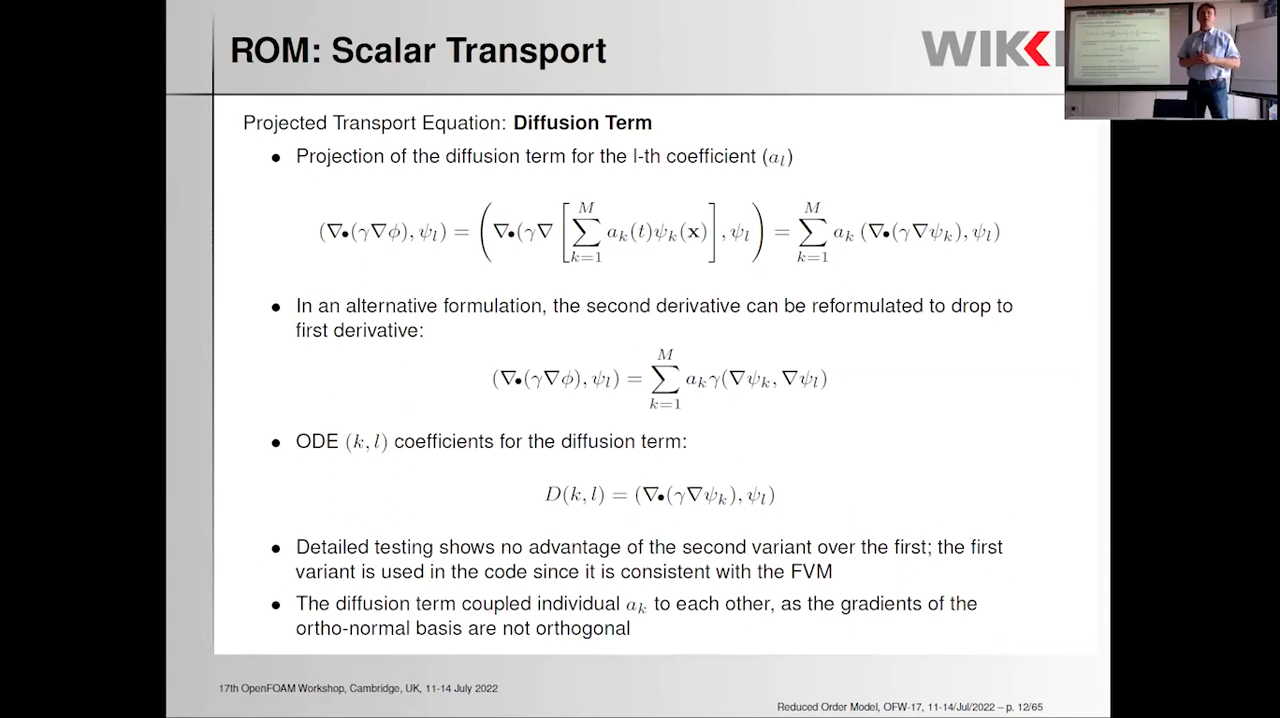 ROM: Scalar Transport
WIKK
Projected Transport Equation: Diffusion Term
• Projection of the diffusion term for the l-th coefficient (a_l)
(∇•(γ∇φ), ψ_l) = (∇•(γ∇ [∑_{k=1}^{M} a_k(t)ψ_k(x)], ψ_l) = ∑_{k=1}^{M} a_k (∇•(γ∇ψ_k), ψ_l)
• In an alternative formulation, the second derivative can be reformulated to drop to
first derivative:
(∇•(γ∇φ), ψ_l) = ∑_{k=1}^{M} a_k γ(∇ψ_k, ∇ψ_l)
• ODE (k, l) coefficients for the diffusion term:
D(k, l) = (∇•(γ∇ψ_k), ψ_l)
• Detailed testing shows no advantage of the second variant over the first; the first
variant is used in the code since it is consistent with the FVM
• The diffusion term coupled individual a_k to each other, as the gradients of the
ortho-normal basis are not orthogonal
17th OpenFOAM Workshop, Cambridge, UK, 11-14 July 2022
Reduced Order Model, OFW-17, 11-14/Jul/2022 – p. 12/65